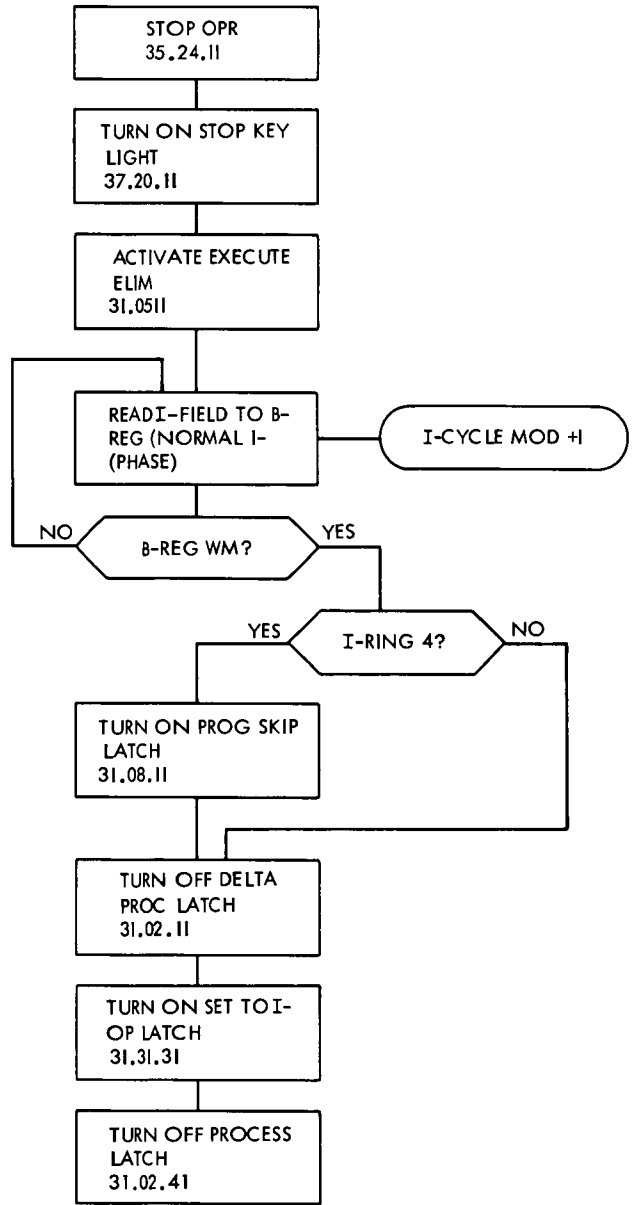 STOP OPR
35.24.11
TURN ON STOP KEY
LIGHT
37.20.11
ACTIVATE EXECUTE
ELIM
31.0511
READI-FIELD TO B-
REG (NORMAL I-
(PHASE)
I-CYCLE MOD +1
NO
B-REG WM?
YES
YES
I-RING 4?
NO
TURN ON PROG SKIP
LATCH
31.08.11
TURN OFF DELTA
PROC LATCH
31.02.11
TURN ON SET TO I-
OP LATCH
31.31.31
TURN OFF PROCESS
LATCH
31.02.41